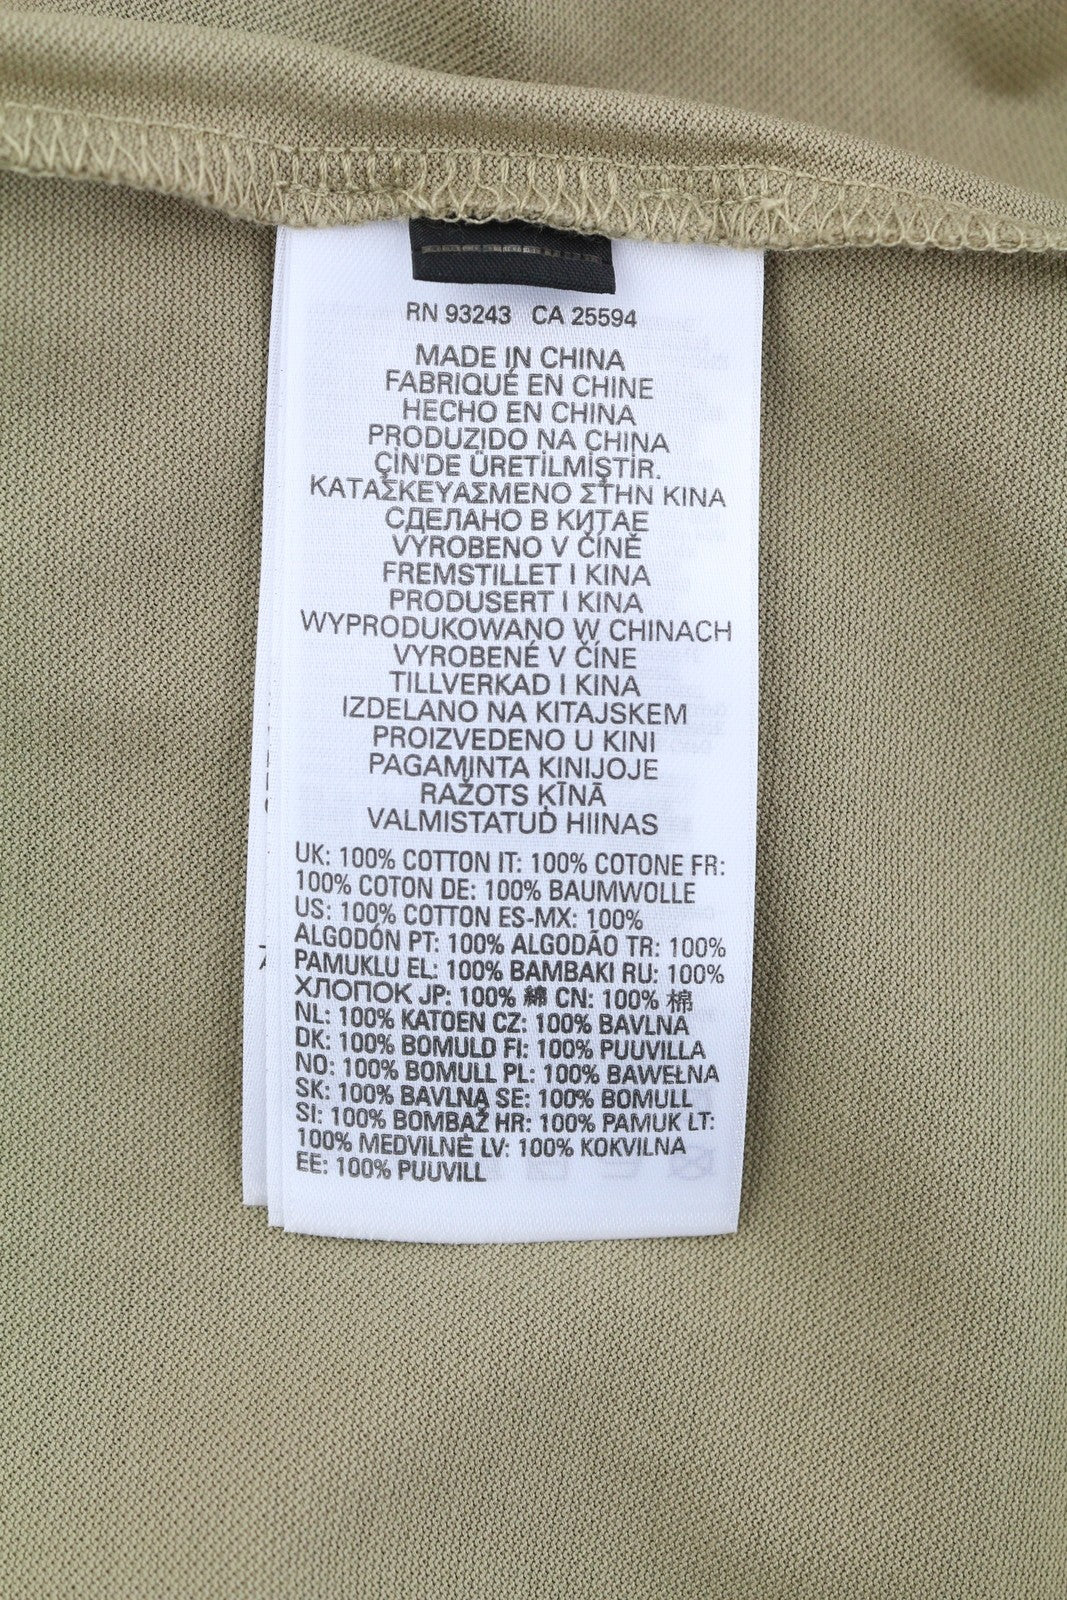 RN 93243 CA 25594
MADE IN CHINA
FABRIQUÉ EN CHINE
HECHO EN CHINA
PRODUZIDO NA CHINA
ÇİN'DE ÜRETİLMİŞTİR.
ΚΑΤΑΣΚΕΥΑΣΜΕΝΟ ΣΤΗΝ ΚΙΝΑ
СДЕЛАНО В КИТАЕ
VYROBENO V ČÍNĚ
FREMSTILLET I KINA
PRODUSERT I KINA
WYPRODUKOWANO W CHINACH
VYROBENÉ V ČÍNE
TILLVERKAD I KINA
IZDELANO NA KITAJSKEM
PROIZVEDENO U KINI
PAGAMINTA KINIJOJE
RAŽOTS ĶĪNĀ
VALMISTATUD HIINAS
UK: 100% COTTON IT: 100% COTONE FR:
100% COTON DE: 100% BAUMWOLLE
US: 100% COTTON ES-MX: 100%
ALGODÓN PT: 100% ALGODÃO TR: 100%
PAMUKLU EL: 100% ΒΑΜΒΑΚΙ RU: 100%
ХЛОПОК JP: 100% 綿 CN: 100% 棉
NL: 100% KATOEN CZ: 100% BAVLNA
DK: 100% BOMULD FI: 100% PUUVILLA
NO: 100% BOMULL PL: 100% BAWEŁNA
SK: 100% BAVLNA SE: 100% BOMULL
SI: 100% BOMBAŽ HR: 100% PAMUK LT:
100% MEDVILNĖ LV: 100% KOKVILNA
EE: 100% PUUVILL